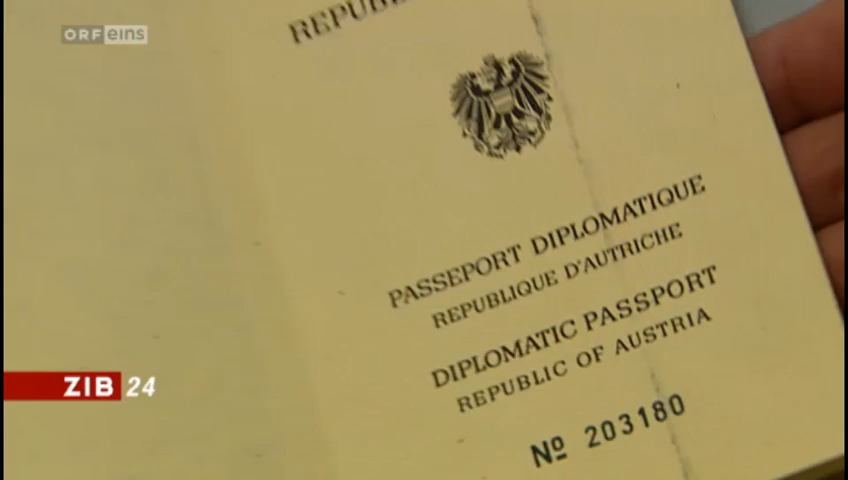 ORF eins
PASSEPORT DIPLOMATIQUE
REPUBLIQUE D'AUTRICHE
DIPLOMATIC PASSPORT
REPUBLIC OF AUSTRIA
Nº 203180
ZIB 24